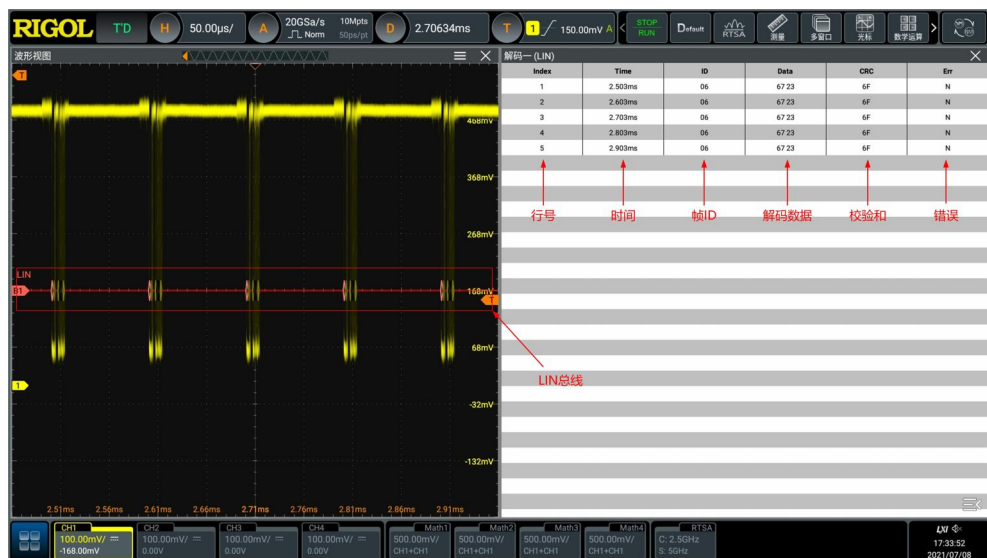 RIGOL T'D H 50.00μs/ A 20GSa/s Norm 10Mpts 50ps/pt D 2.70634ms T 1 150.00mV A < STOP RUN Default RTSA 测量 多窗口 光标 数学运算 >
波形视图
解码一 (LIN)
Index Time ID Data CRC Err
1 2.503ms 06 67 23 6F N
2 2.603ms 06 67 23 6F N
3 2.703ms 06 67 23 6F N
4 2.803ms 06 67 23 6F N
5 2.903ms 06 67 23 6F N
行号 时间 帧ID 解码数据 校验和 错误
T
468mV
368mV
268mV
LIN
B1
168mV
T
68mV
LIN总线
1
-32mV
-132mV
2.51ms 2.56ms 2.61ms 2.66ms 2.71ms 2.76ms 2.81ms 2.86ms 2.91ms
CH1 CH2 CH3 CH4 Math1 Math2 Math3 Math4 RTSA
100.00mV/ 100.00mV/ 100.00mV/ 100.00mV/ 500.00mV/ 500.00mV/ 500.00mV/ 500.00mV/ C: 2.5GHz
-168.00mV 0.00V 0.00V 0.00V CH1+CH1 CH1+CH1 CH1+CH1 CH1+CH1 S: 5GHz
LXI
17:33:52
2021/07/08